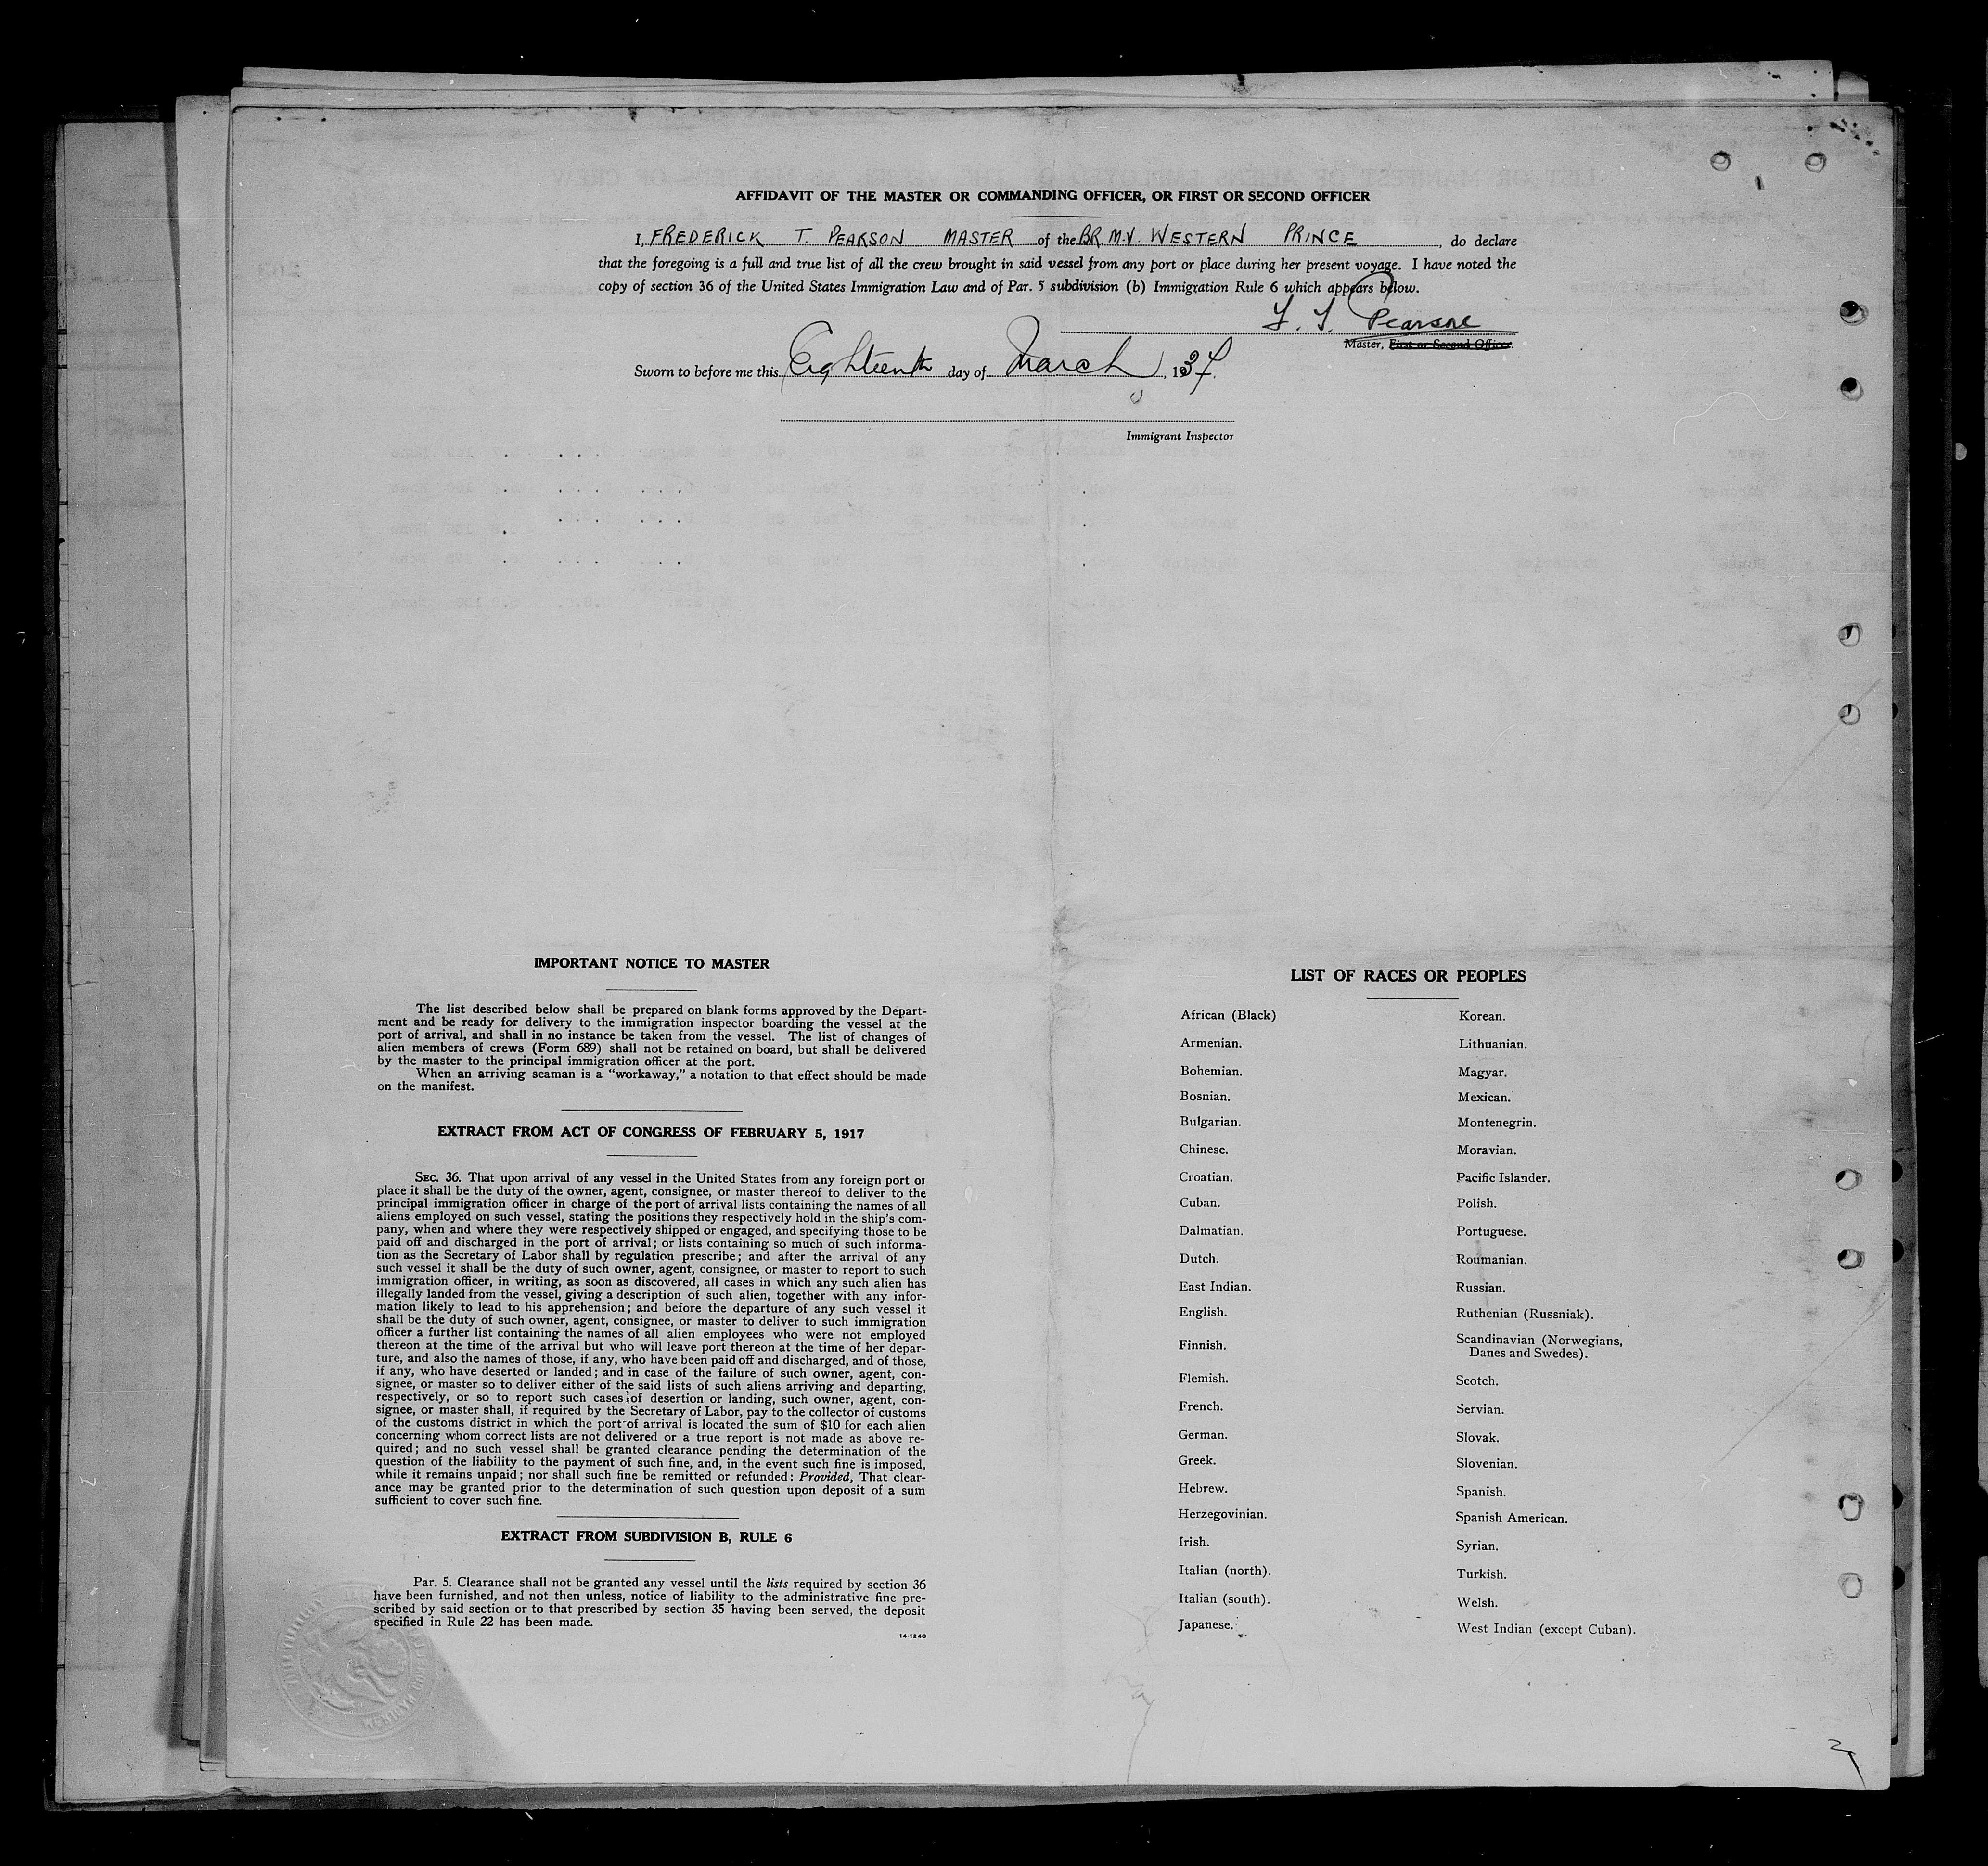 AFFIDAVIT OF THE MASTER OR COMMANDING OFFICER, OR FIRST OR SECOND OFFICER
I, FREDERICK T. PEARSON MASTER of the BR. M.V. WESTERN PRINCE, do declare
that the foregoing is a full and true list of all the crew brought in said vessel from any port or place during her present voyage. I have noted the
copy of section 36 of the United States Immigration Law and of Par. 5 subdivision (b) Immigration Rule 6 which appears below.
F. T. Pearson
Master, First or Second Officer.
Sworn to before me this Eighteenth day of March, 1937.
Immigrant Inspector
IMPORTANT NOTICE TO MASTER
The list described below shall be prepared on blank forms approved by the Depart-
ment and be ready for delivery to the immigration inspector boarding the vessel at the
port of arrival, and shall in no instance be taken from the vessel. The list of changes of
alien members of crews (Form 689) shall not be retained on board, but shall be delivered
by the master to the principal immigration officer at the port.
When an arriving seaman is a "workaway," a notation to that effect should be made
on the manifest.
EXTRACT FROM ACT OF CONGRESS OF FEBRUARY 5, 1917
SEC. 36. That upon arrival of any vessel in the United States from any foreign port or
place it shall be the duty of the owner, agent, consignee, or master thereof to deliver to the
principal immigration officer in charge of the port of arrival lists containing the names of all
aliens employed on such vessel, stating the positions they respectively hold in the ship's com-
pany, when and where they were respectively shipped or engaged, and specifying those to be
paid off and discharged in the port of arrival; or lists containing so much of such informa-
tion as the Secretary of Labor shall by regulation prescribe; and after the arrival of any
such vessel it shall be the duty of such owner, agent, consignee, or master to report to such
immigration officer, in writing, as soon as discovered, all cases in which any such alien has
illegally landed from the vessel, giving a description of such alien, together with any infor-
mation likely to lead to his apprehension; and before the departure of any such vessel it
shall be the duty of such owner, agent, consignee, or master to deliver to such immigration
officer a further list containing the names of all alien employees who were not employed
thereon at the time of the arrival but who will leave port thereon at the time of her depar-
ture, and also the names of those, if any, who have been paid off and discharged, and of those,
if any, who have deserted or landed; and in case of the failure of such owner, agent, con-
signee, or master so to deliver either of the said lists of such aliens arriving and departing,
respectively, or so to report such cases of desertion or landing, such owner, agent, con-
signee, or master shall, if required by the Secretary of Labor, pay to the collector of customs
of the customs district in which the port of arrival is located the sum of $10 for each alien
concerning whom correct lists are not delivered or a true report is not made as above re-
quired; and no such vessel shall be granted clearance pending the determination of the
question of the liability to the payment of such fine, and, in the event such fine is imposed,
while it remains unpaid; nor shall such fine be remitted or refunded: Provided, That clear-
ance may be granted prior to the determination of such question upon deposit of a sum
sufficient to cover such fine.
EXTRACT FROM SUBDIVISION B, RULE 6
Par. 5. Clearance shall not be granted any vessel until the lists required by section 36
have been furnished, and not then unless, notice of liability to the administrative fine pre-
scribed by said section or to that prescribed by section 35 having been served, the deposit
specified in Rule 22 has been made.
14-1240
LIST OF RACES OR PEOPLES
African (Black)
Armenian.
Bohemian.
Bosnian.
Bulgarian.
Chinese.
Croatian.
Cuban.
Dalmatian.
Dutch.
East Indian.
English.
Finnish.
Flemish.
French.
German.
Greek.
Hebrew.
Herzegovinian.
Irish.
Italian (north).
Italian (south).
Japanese.
Korean.
Lithuanian.
Magyar.
Mexican.
Montenegrin.
Moravian.
Pacific Islander.
Polish.
Portuguese.
Roumanian.
Russian.
Ruthenian (Russniak).
Scandinavian (Norwegians,
Danes and Swedes).
Scotch.
Servian.
Slovak.
Slovenian.
Spanish.
Spanish American.
Syrian.
Turkish.
Welsh.
West Indian (except Cuban).